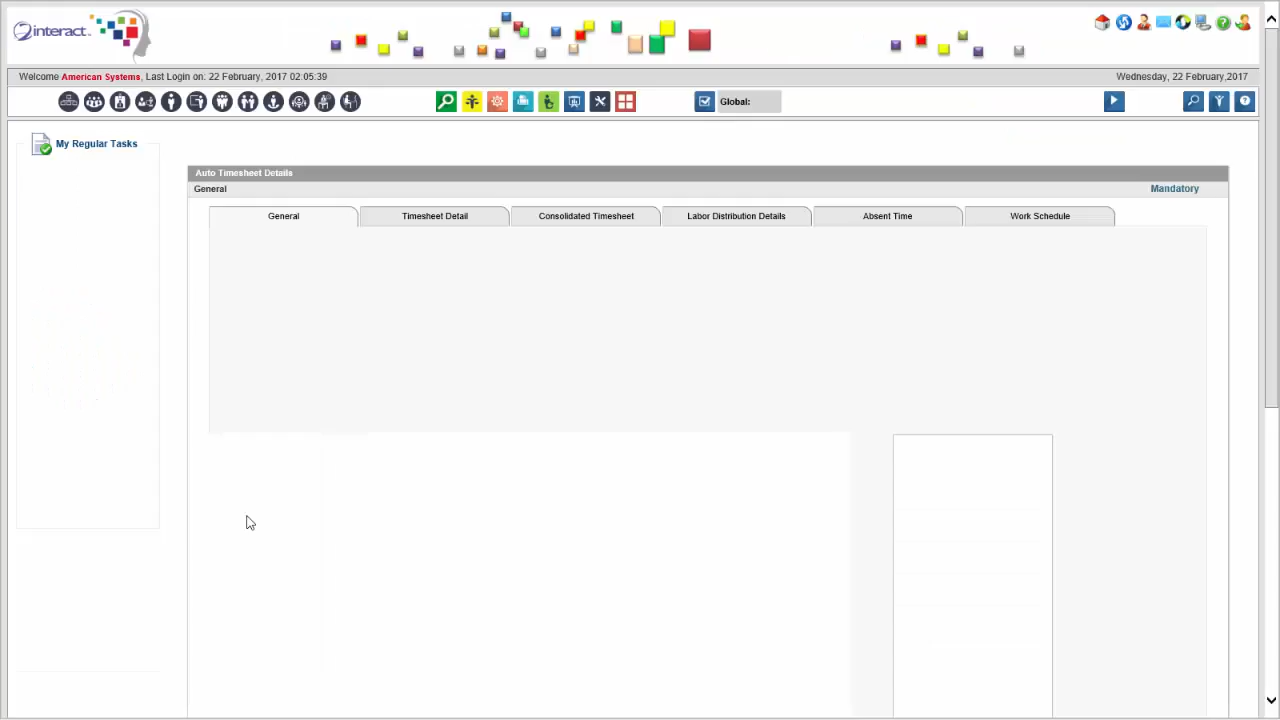 interact
Welcome American Systems, Last Login on: 22 February, 2017 02:05:39
Wednesday, 22 February,2017
Global:
My Regular Tasks
Auto Timesheet Details
General
Mandatory
General
Timesheet Detail
Consolidated Timesheet
Labor Distribution Details
Absent Time
Work Schedule